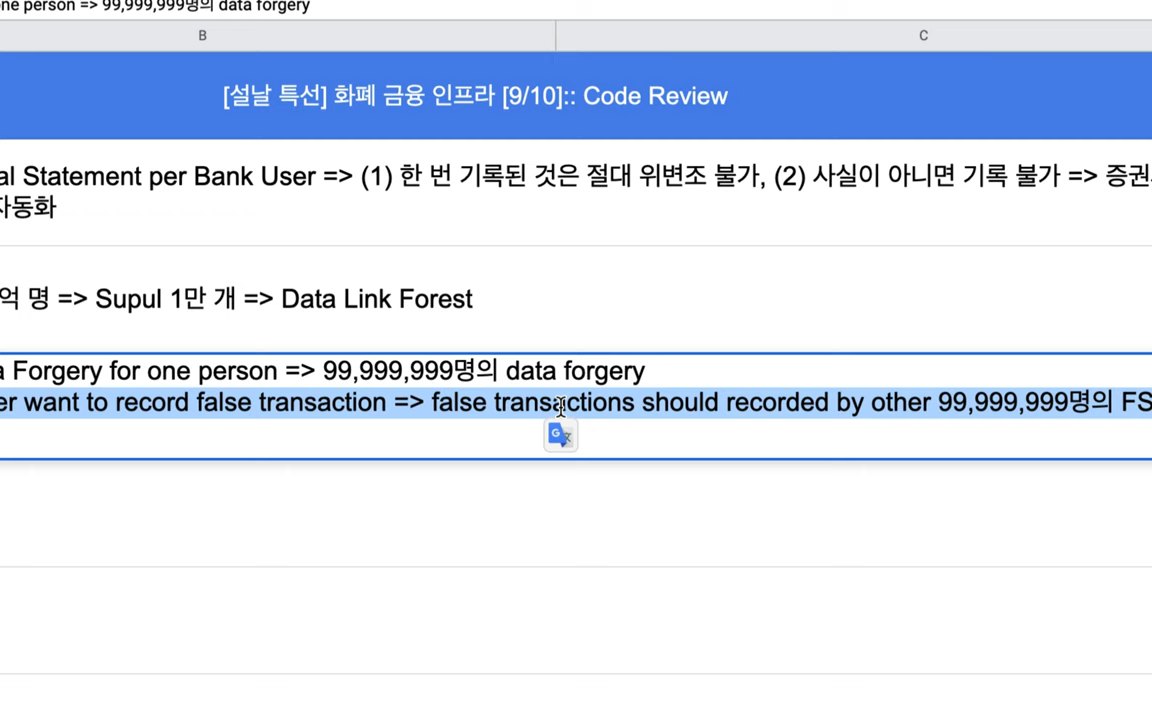 one person => 99,999,999명의 data forgery
B
C
[설날 특선] 화폐 금융 인프라 [9/10]:: Code Review
al Statement per Bank User => (1) 한 번 기록된 것은 절대 위변조 불가, (2) 사실이 아니면 기록 불가 => 증권
자동화
억 명 => Supul 1만 개 => Data Link Forest
a Forgery for one person => 99,999,999명의 data forgery
er want to record false transaction => false transactions should recorded by other 99,999,999명의 FS